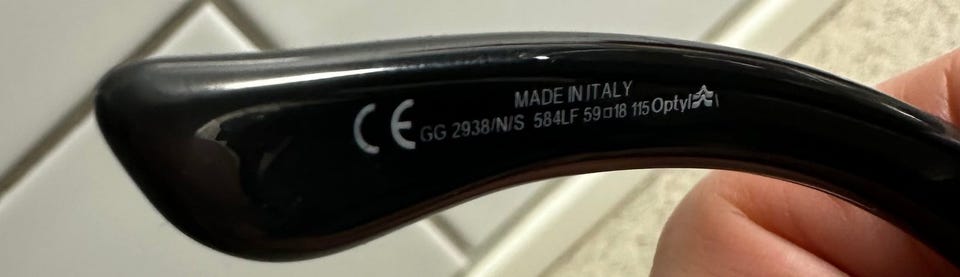 MADE IN ITALY
CE GG 2938/N/S 584LF 59□18 115 Optyl